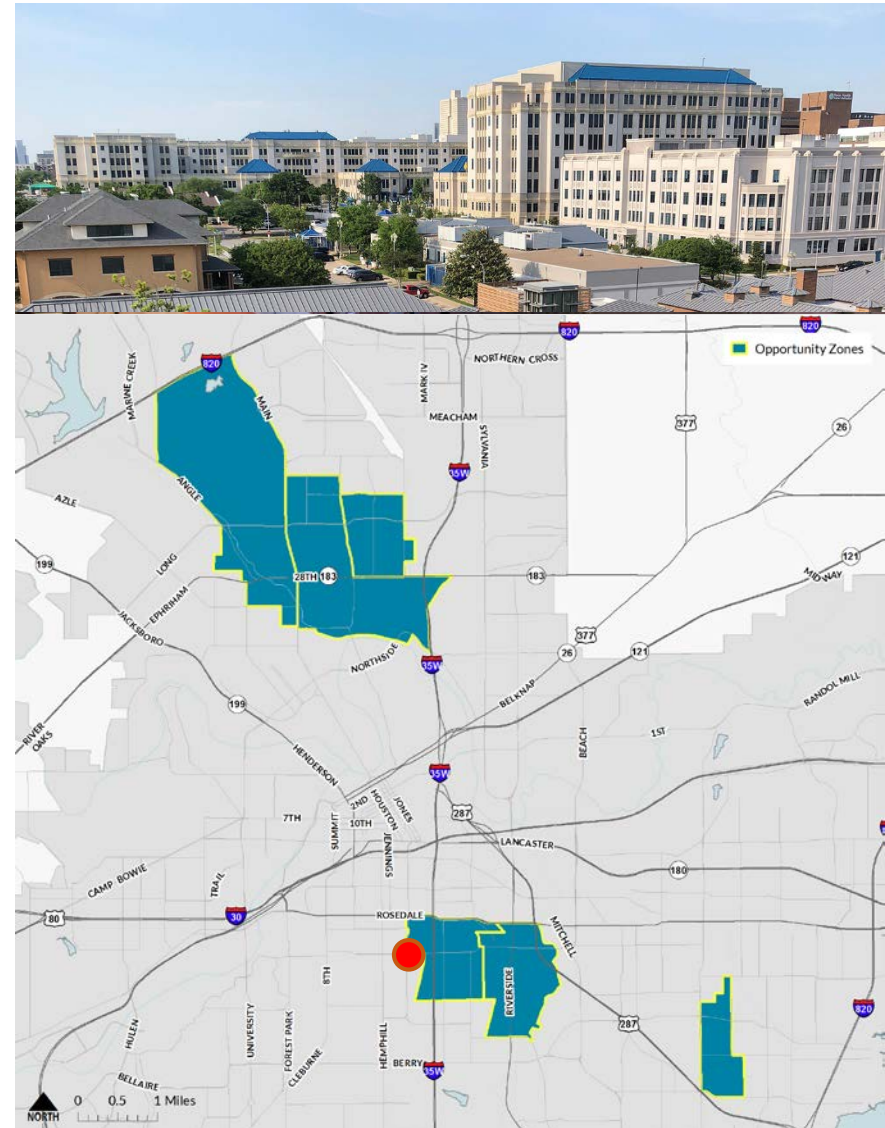 820
820
820
Opportunity Zones
MARINE CREEK
MAIN
MARK IV
NORTHERN CROSS
MEACHAM
SYLVANIA
377
26
35W
ANGLE
AZLE
LONG
199
28TH
183
183
121
MIDWAY
EPHRIHAM
JACKSBORO
NORTHSIDE
377
26
121
35W
BELKNAP
RANDOL MILL
199
RIVER
OAKS
HENDERSON
BEACH
1ST
35W
2ND
HOUSTON
JONES
7TH
10TH
SUMMIT
JENNINGS
287
LANCASTER
180
CAMP BOWIE
TRAIL
80
30
ROSEDALE
MITCHELL
8TH
RIVERSIDE
820
287
HULEN
UNIVERSITY
FOREST PARK
CLEBURNE
HEMPHILL
BERRY
35W
BELLAIRE
NORTH
0 0.5 1 Miles